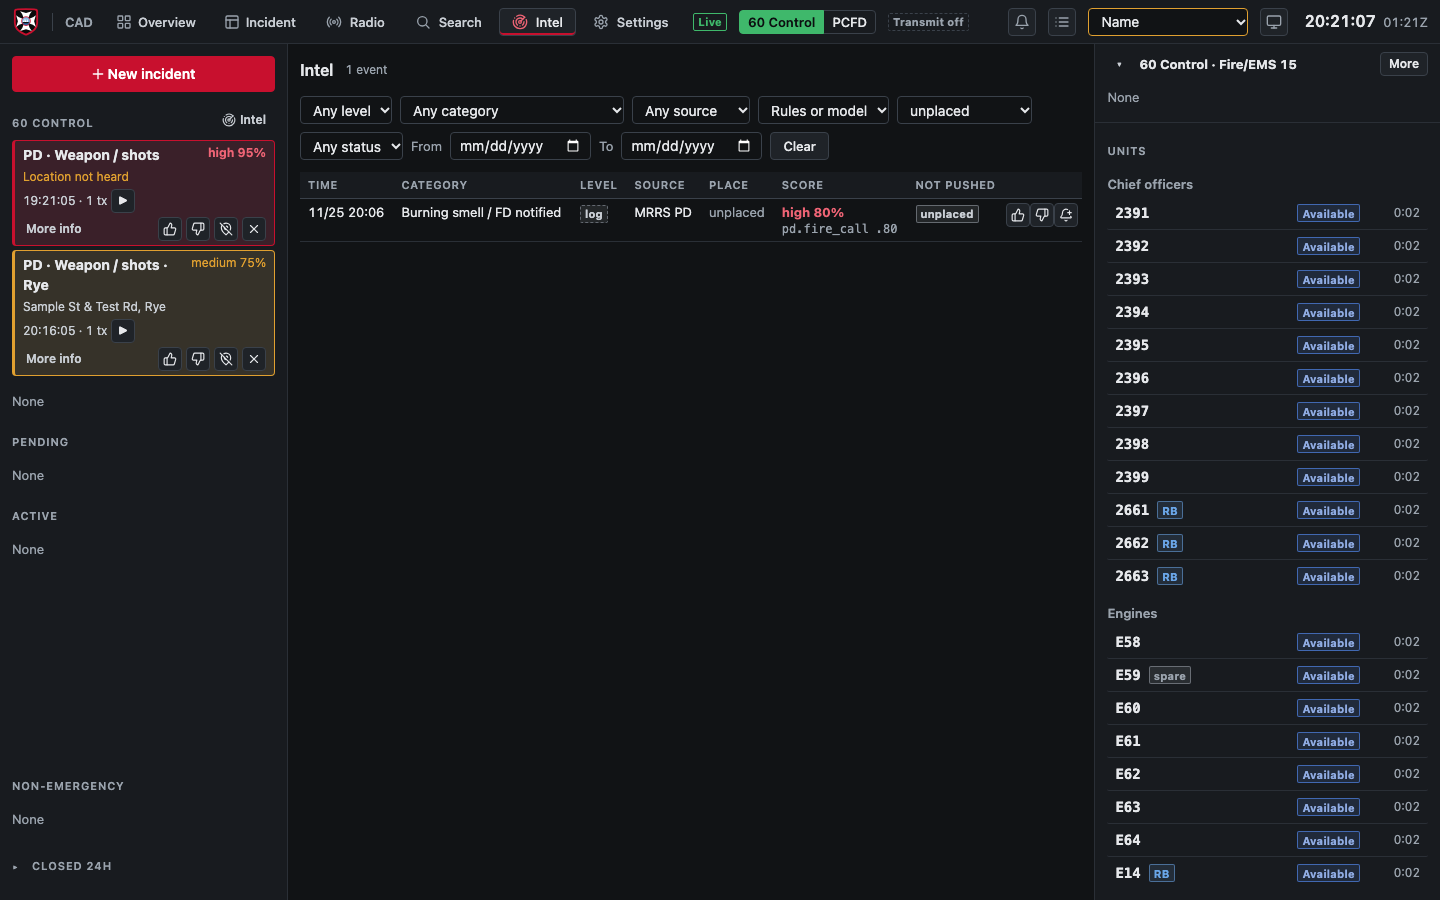 CAD Overview Incident Radio Search Intel Settings Live 60 Control PCFD Transmit off Name 20:21:07 01:21Z
+ New incident
60 CONTROL Intel
PD · Weapon / shots high 95%
Location not heard
19:21:05 · 1 tx
More info
PD · Weapon / shots · Rye medium 75%
Sample St & Test Rd, Rye
20:16:05 · 1 tx
More info
None
PENDING
None
ACTIVE
None
NON-EMERGENCY
None
CLOSED 24H
Intel 1 event
Any level Any category Any source Rules or model unplaced
Any status From mm/dd/yyyy To mm/dd/yyyy Clear
TIME CATEGORY LEVEL SOURCE PLACE SCORE NOT PUSHED
11/25 20:06 Burning smell / FD notified log MRRS PD unplaced high 80% unplaced
pd.fire_call .80
60 Control · Fire/EMS 15 More
None
UNITS
Chief officers
2391 Available 0:02
2392 Available 0:02
2393 Available 0:02
2394 Available 0:02
2395 Available 0:02
2396 Available 0:02
2397 Available 0:02
2398 Available 0:02
2399 Available 0:02
2661 RB Available 0:02
2662 RB Available 0:02
2663 RB Available 0:02
Engines
E58 Available 0:02
E59 spare Available 0:02
E60 Available 0:02
E61 Available 0:02
E62 Available 0:02
E63 Available 0:02
E64 Available 0:02
E14 RB Available 0:02